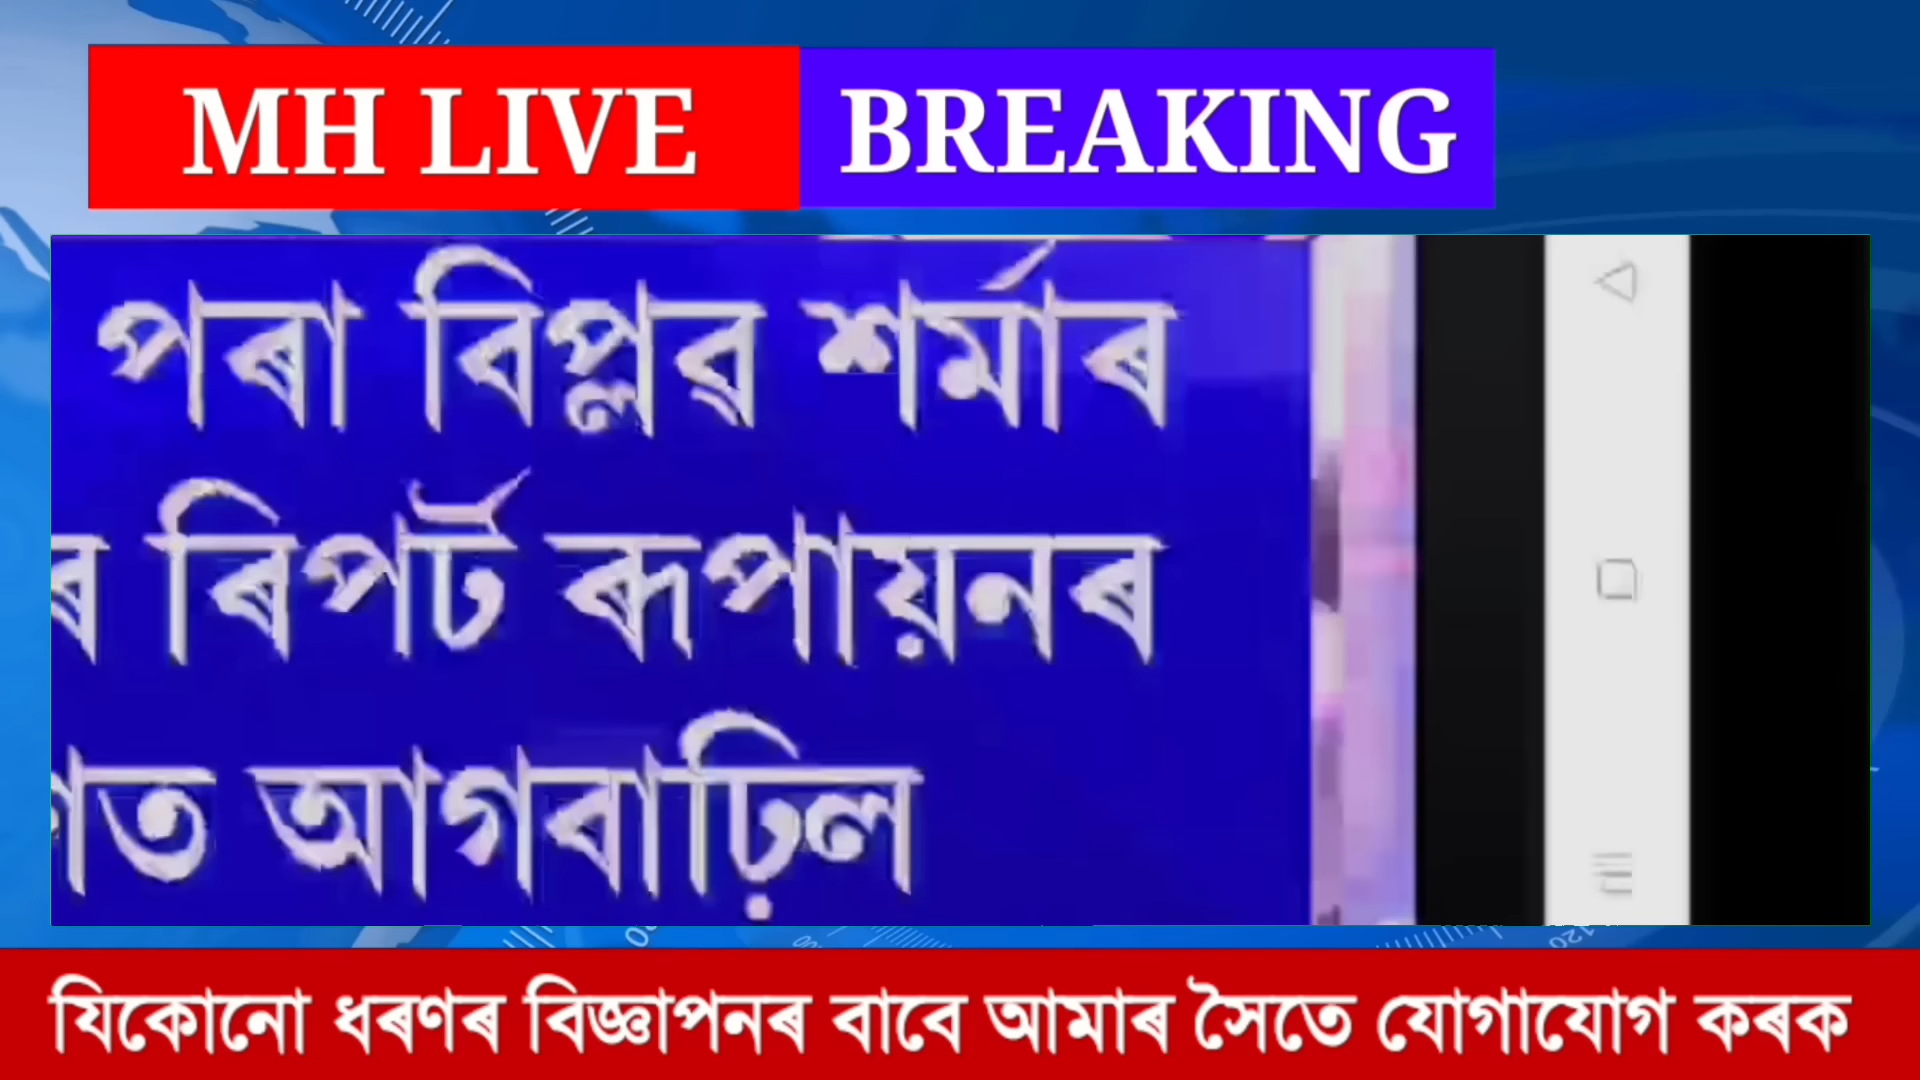 MH LIVE BREAKING
পৰা বিপ্লৱ শৰ্মাৰ
ৰ ৰিপৰ্ট ৰূপায়নৰ
ত আগবাঢ়িল
যিকোনো ধৰণৰ বিজ্ঞাপনৰ বাবে আমাৰ সৈতে যোগাযোগ কৰক